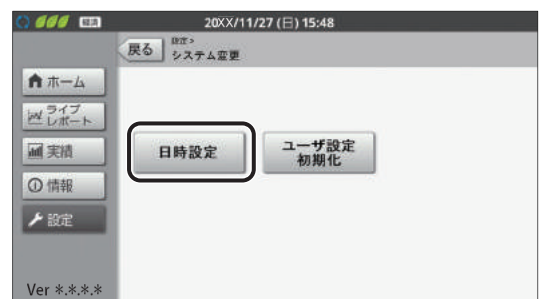 経済 20XX/11/27 (日) 15:48
戻る
設定>
システム変更
ホーム
ライブ
レポート
実績
情報
設定
日時設定
ユーザ設定
初期化
Ver *.*.*.*